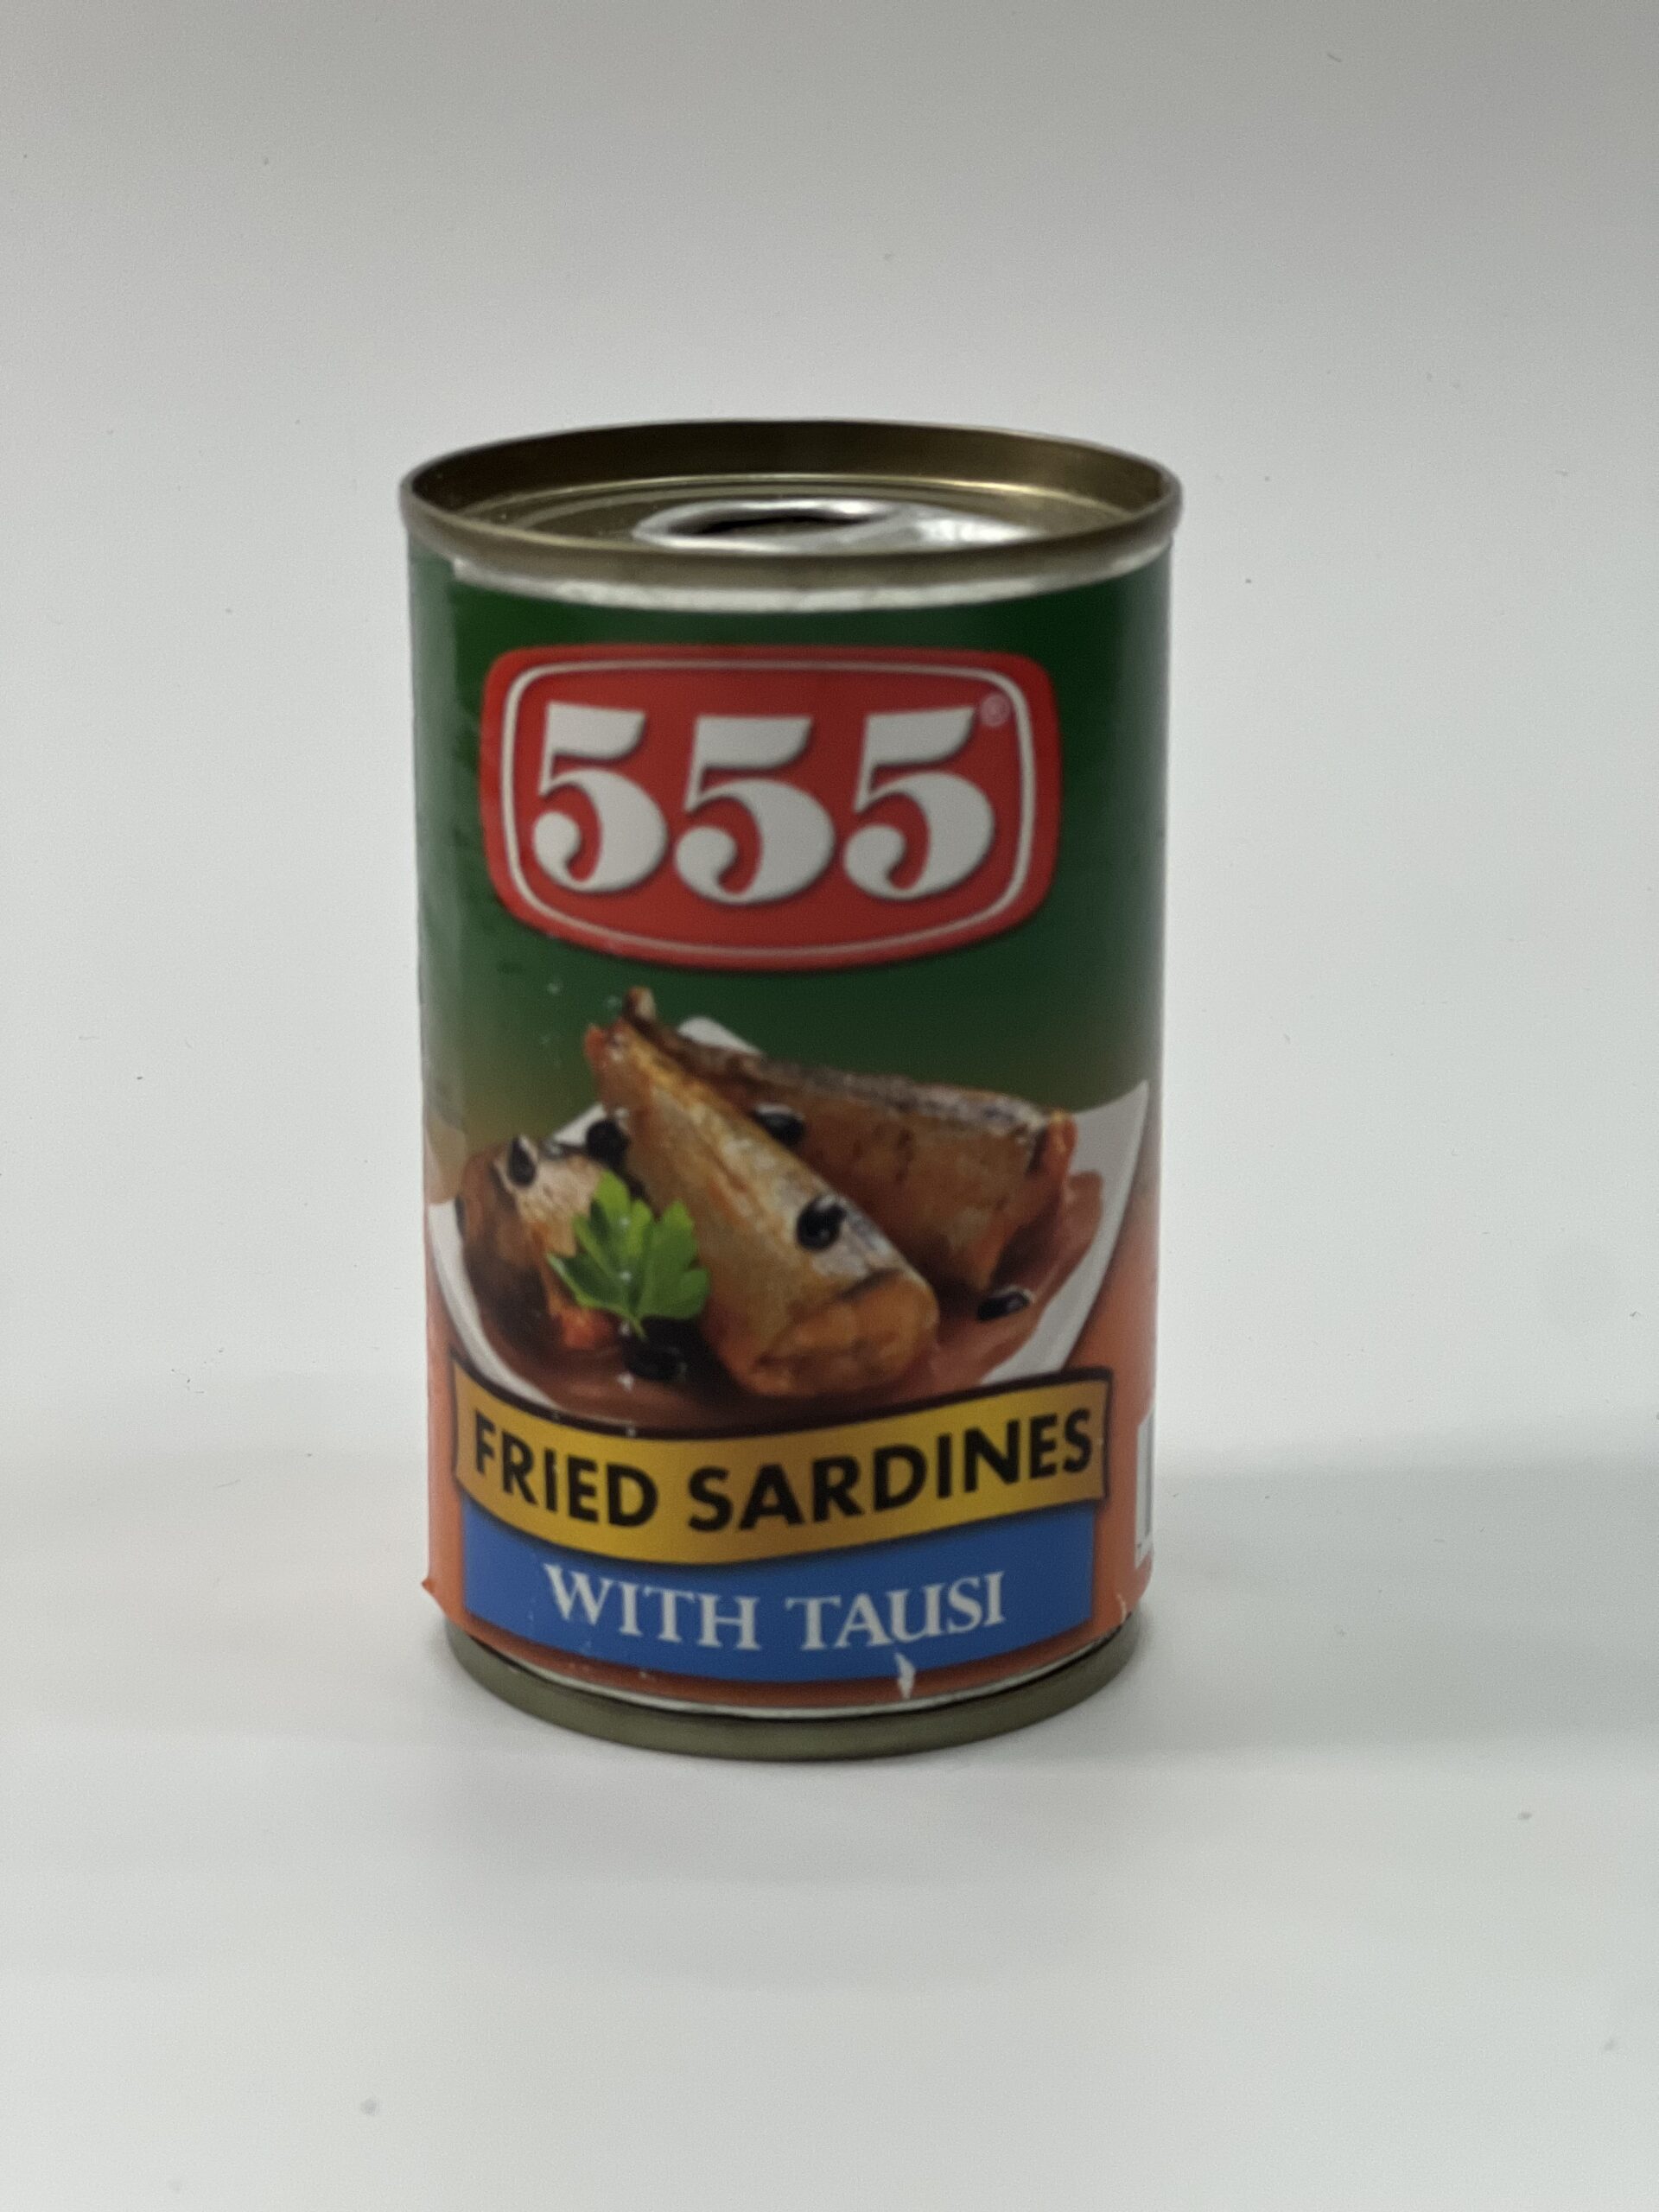 555®
FRIED SARDINES
WITH TAUSI